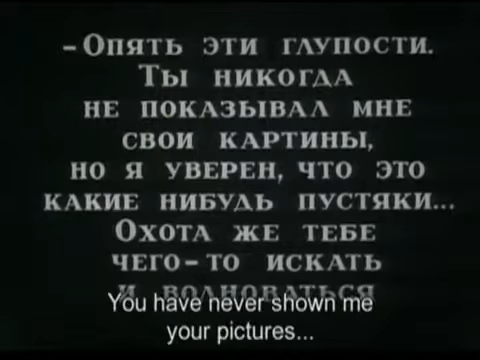 – Опять эти глупости.
Ты никогда
не показывал мне
свои картины,
но я уверен, что это
какие нибудь пустяки...
Охота же тебе
чего-то искать
и волноваться
You have never shown me
your pictures...